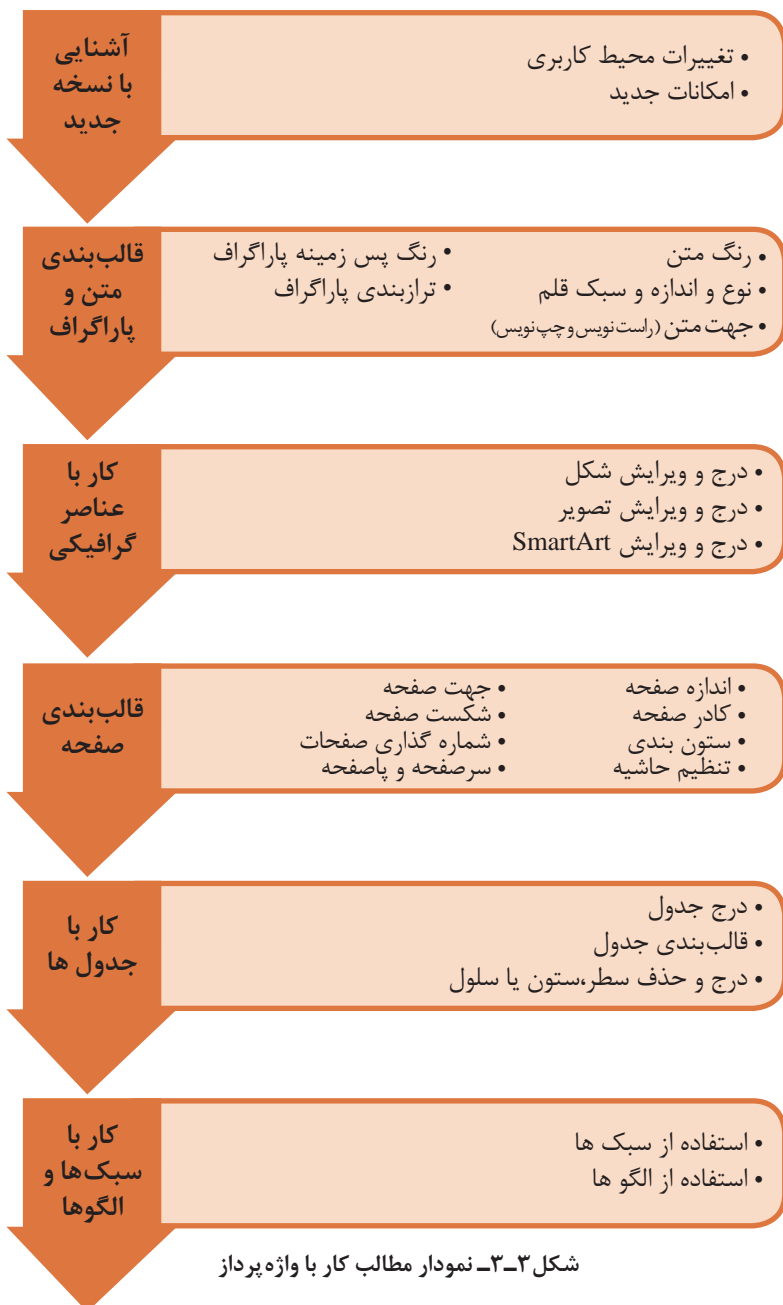 آشنایی
با نسخه
جدید
• تغییرات محیط کاربری
• امکانات جدید
قالب‌بندی
متن و
پاراگراف
• رنگ متن
• نوع و اندازه و سبک قلم
• جهت متن (راست‌نویس و چپ‌نویس)
• رنگ پس زمینه پاراگراف
• ترازبندی پاراگراف
کار با
عناصر
گرافیکی
• درج و ویرایش شکل
• درج و ویرایش تصویر
• درج و ویرایش SmartArt
قالب‌بندی
صفحه
• اندازه صفحه
• کادر صفحه
• ستون بندی
• تنظیم حاشیه
• جهت صفحه
• شکست صفحه
• شماره گذاری صفحات
• سرصفحه و پاصفحه
کار با
جدول ها
• درج جدول
• قالب‌بندی جدول
• درج و حذف سطر،ستون یا سلول
کار با
سبک‌ها و
الگوها
• استفاده از سبک ها
• استفاده از الگو ها
شکل ۳ــ۳ــ نمودار مطالب کار با واژه پرداز